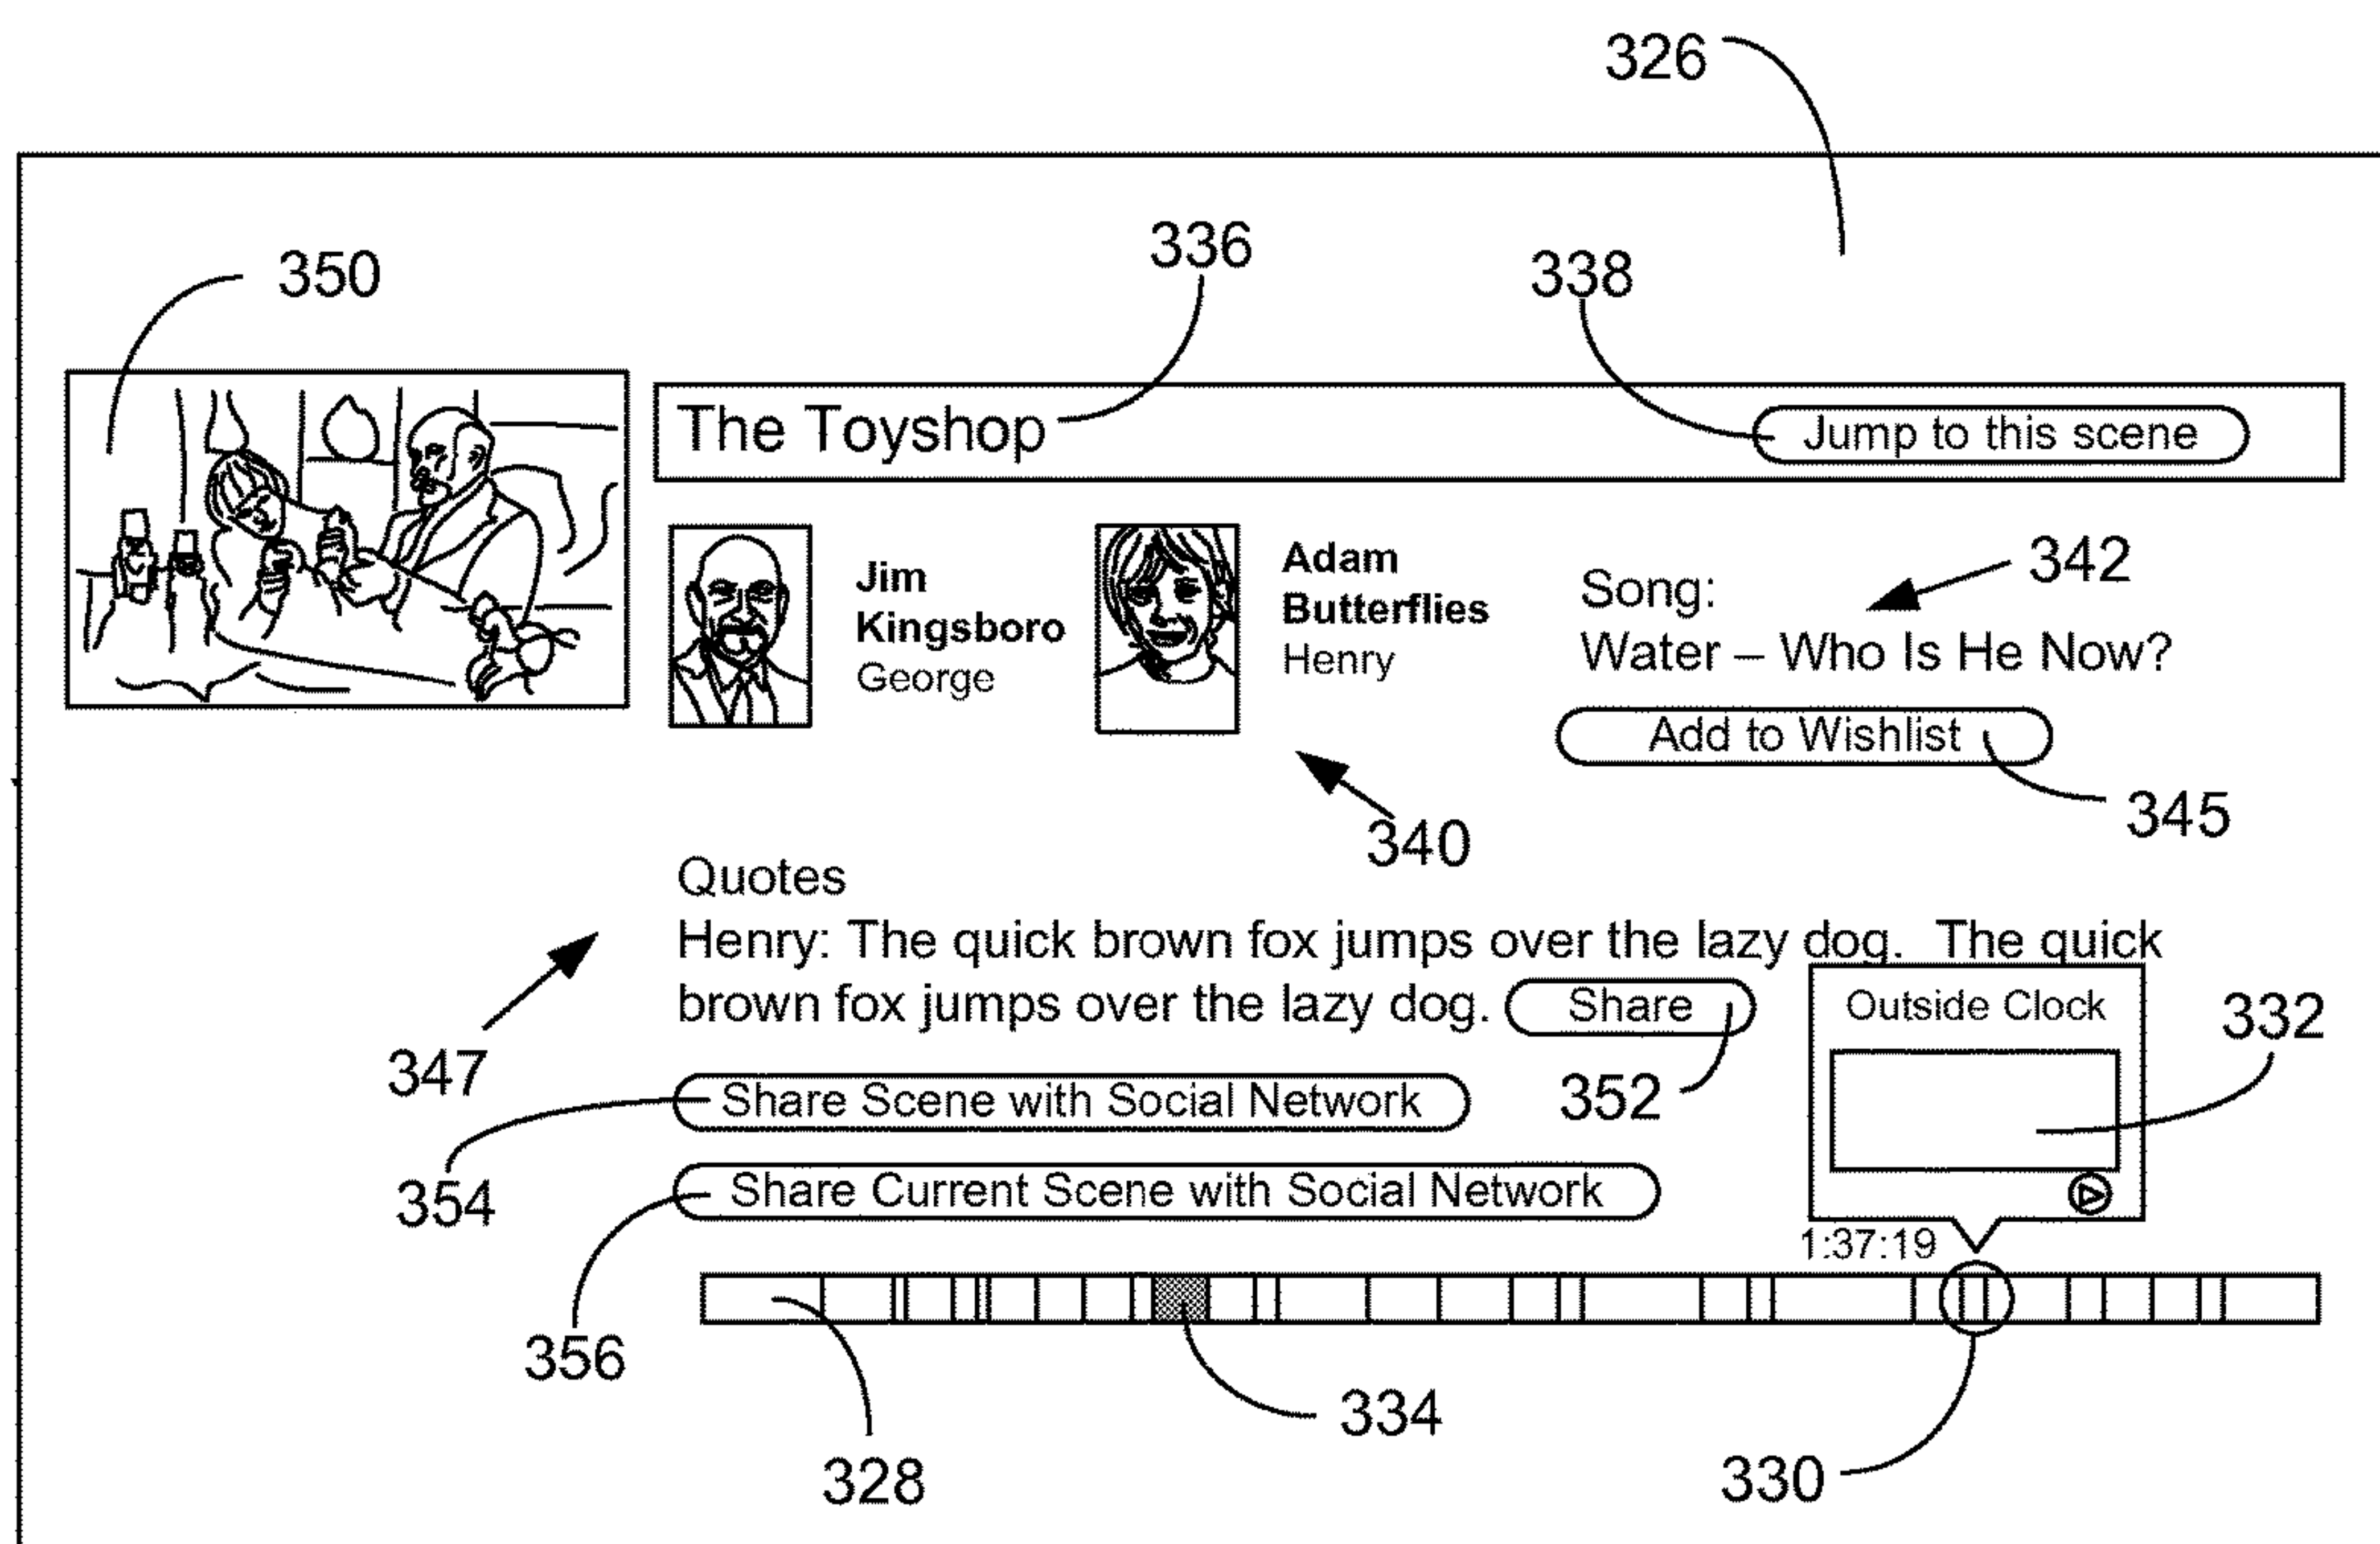 326
350
336
338
The Toyshop
Jump to this scene
Jim
Kingsboro
George
Adam
Butterflies
Henry
342
Song:
Water – Who Is He Now?
Add to Wishlist
345
340
Quotes
Henry: The quick brown fox jumps over the lazy dog. The quick
brown fox jumps over the lazy dog.
Share
347
Outside Clock
332
352
Share Scene with Social Network
354
Share Current Scene with Social Network
1:37:19
356
334
328
330